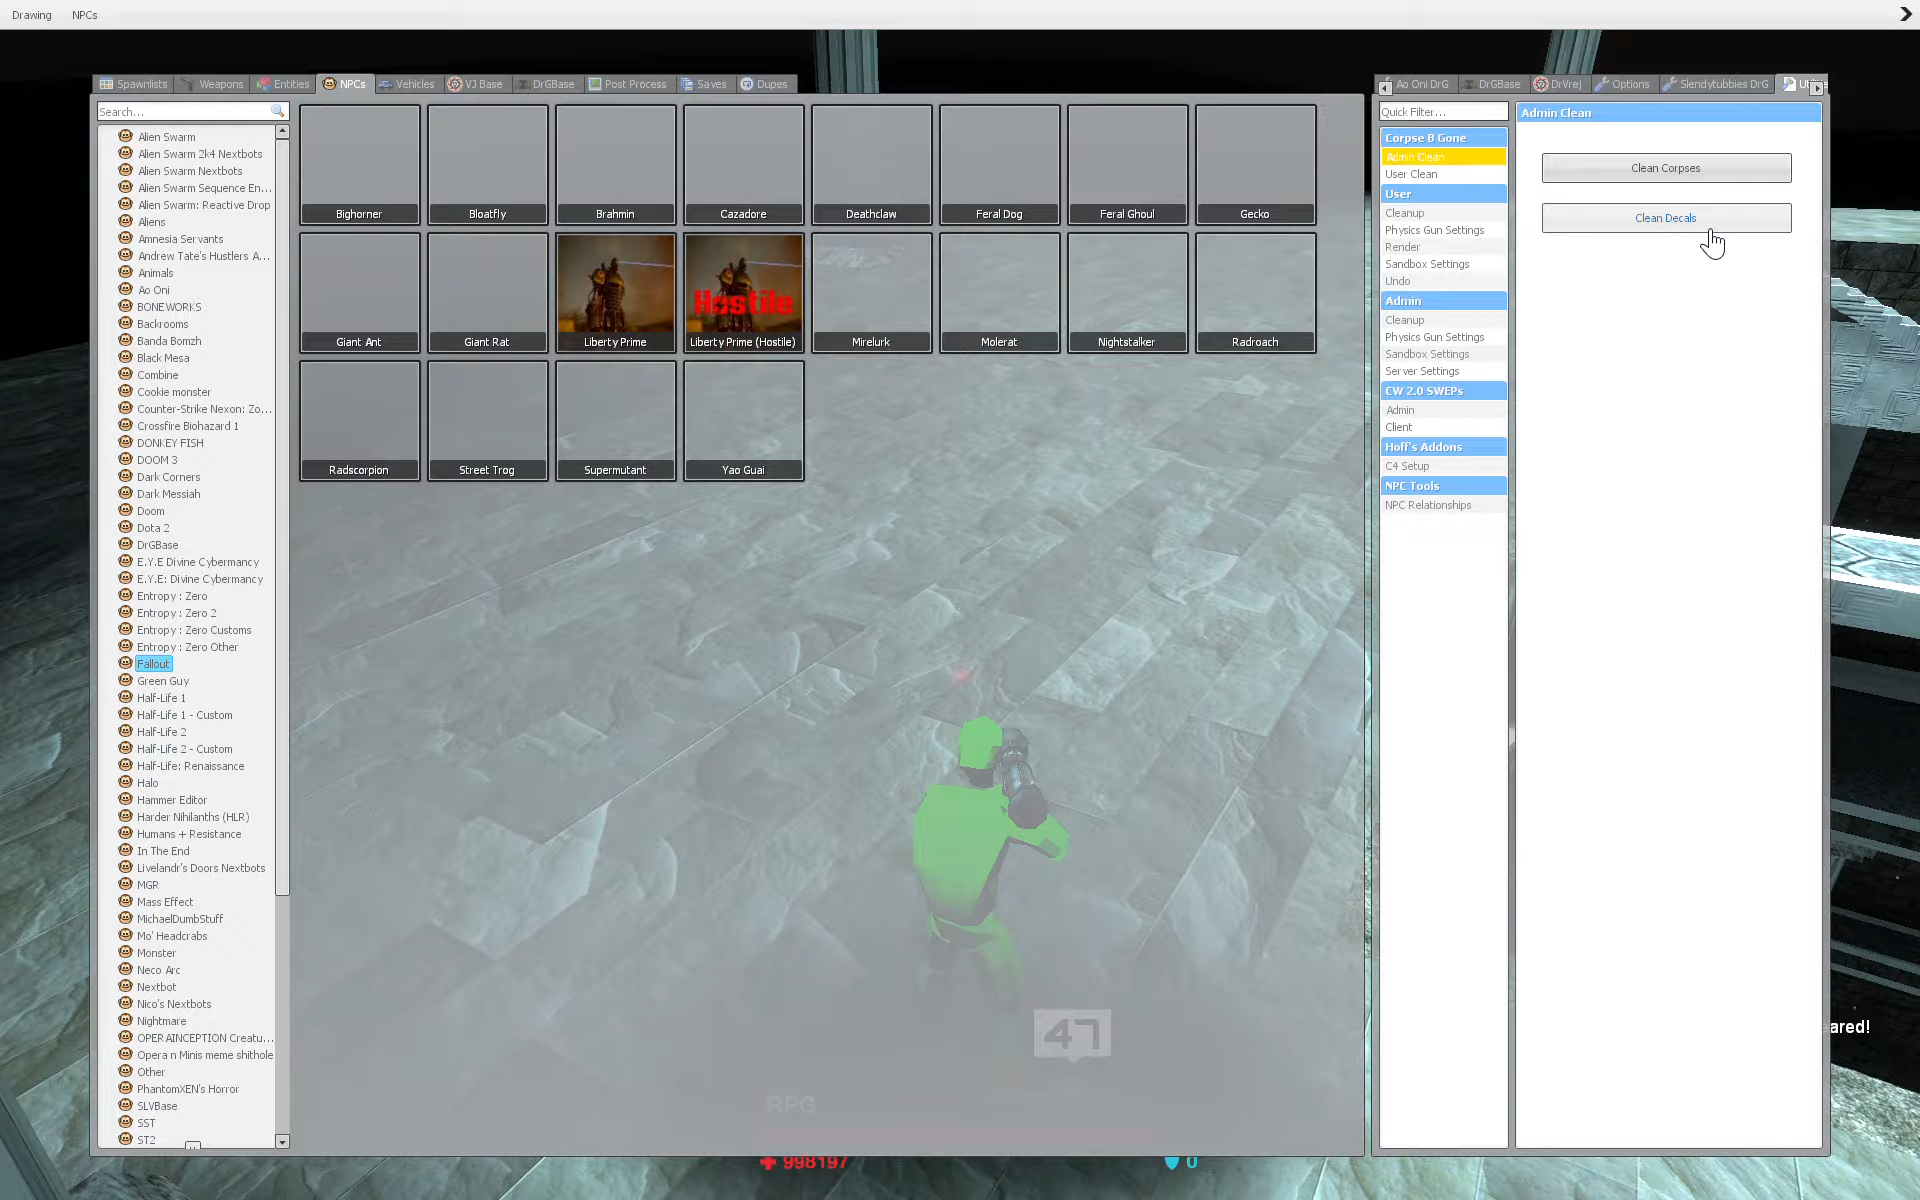 Drawing NPCs
Spawnlists Weapons Entities NPCs Vehicles VJ Base DrGBase Post Process Saves Dupes
Ao Oni DrG DrGBase DrVrej Options Slendytubbies DrG
Search...
Alien Swarm
Alien Swarm 2k4 Nextbots
Alien Swarm Nextbots
Alien Swarm Sequence En...
Alien Swarm: Reactive Drop
Aliens
Amnesia Servants
Andrew Tate's Hustlers A...
Animals
Ao Oni
BONEWORKS
Backrooms
Banda Bomzh
Black Mesa
Combine
Cookie monster
Counter-Strike Nexon: Zo...
Crossfire Biohazard 1
DONKEY FISH
DOOM 3
Dark Corners
Dark Messiah
Doom
Dota 2
DrGBase
E.Y.E Divine Cybermancy
E.Y.E: Divine Cybermancy
Entropy : Zero
Entropy : Zero 2
Entropy : Zero Customs
Entropy : Zero Other
Fallout
Green Guy
Half-Life 1
Half-Life 1 - Custom
Half-Life 2
Half-Life 2 - Custom
Half-Life: Renaissance
Halo
Hammer Editor
Harder Nihilanths (HLR)
Humans + Resistance
In The End
Livelandr's Doors Nextbots
MGR
Mass Effect
MichaelDumbStuff
Mo' Headcrabs
Monster
Neco Arc
Nextbot
Nico's Nextbots
Nightmare
OPERAINCEPTION Creatu...
Opera n Minis meme shithole
Other
PhantomXEN's Horror
SLVBase
SST
ST2
Bighorner Bloatfly Brahmin Cazadore Deathclaw Feral Dog Feral Ghoul Gecko
Hostile
Giant Ant Giant Rat Liberty Prime Liberty Prime (Hostile) Mirelurk Molerat Nightstalker Radroach
Radscorpion Street Trog Supermutant Yao Guai
47
RPG
998197
0
Quick Filter...
Corpse B Gone
Admin Clean
User Clean
User
Cleanup
Physics Gun Settings
Render
Sandbox Settings
Undo
Admin
Cleanup
Physics Gun Settings
Sandbox Settings
Server Settings
CW 2.0 SWEPs
Admin
Client
Hoff's Addons
C4 Setup
NPC Tools
NPC Relationships
Admin Clean
Clean Corpses
Clean Decals
ared!